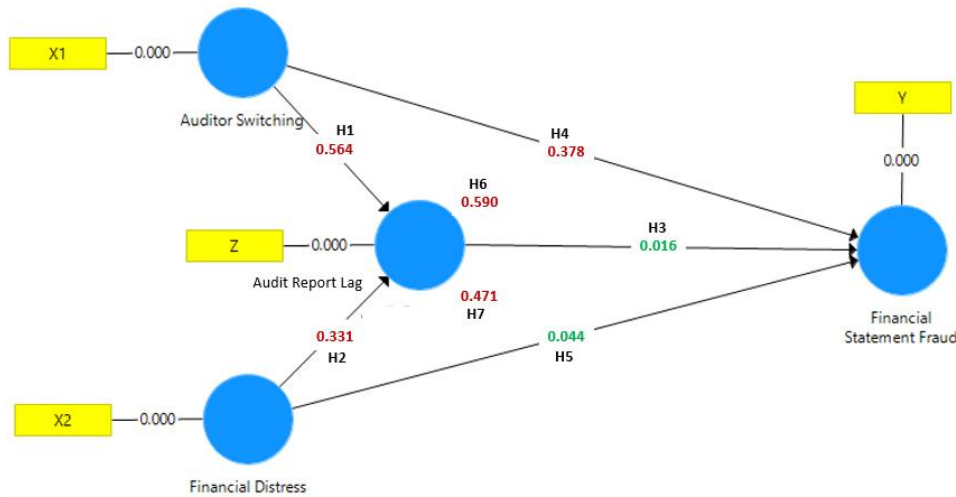 X1
0.000
Auditor Switching
H1
0.564
H4
0.378
Y
0.000
H6
0.590
Z
0.000
Audit Report Lag
H3
0.016
0.471
H7
Financial
Statement Fraud
0.331
H2
0.044
H5
X2
0.000
Financial Distress